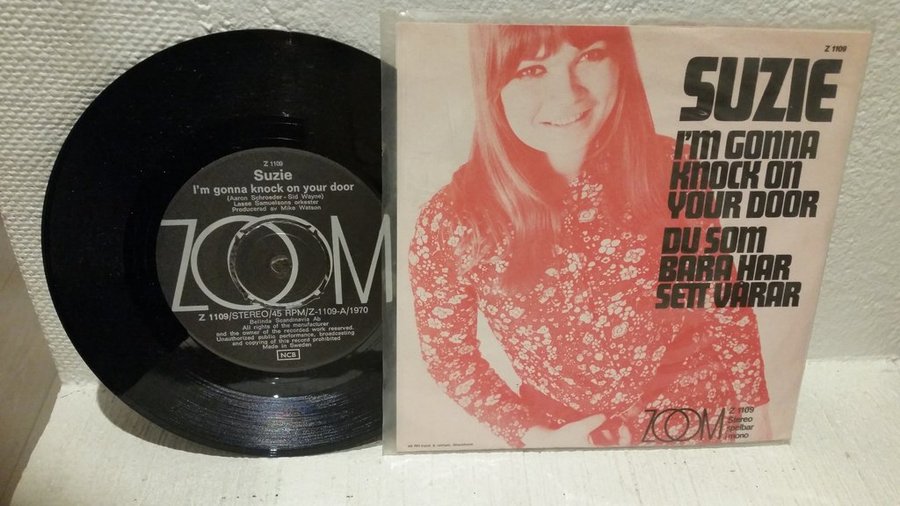 Z 1109
Suzie
I'm gonna knock on your door
(Aaron Schroeder - Sid Wayne)
Lasse Samuelsons orkester
Producerad av Mike Watson
ZOOM
Z 1109/STEREO/45 RPM/Z-1109-A/1970
Belinda Scandinavia Ab
All rights of the manufacturer
and the owner of the recorded work reserved.
Unauthorized public performance, broadcasting
and copying of this record prohibited
Made in Sweden
NCB
Z 1109
SUZIE
I'M GONNA
KNOCK ON
YOUR DOOR
DU SOM
BARA HAR
SETT VÅRAR
ZOOM
Z 1109
Stereo
spelbar
mono